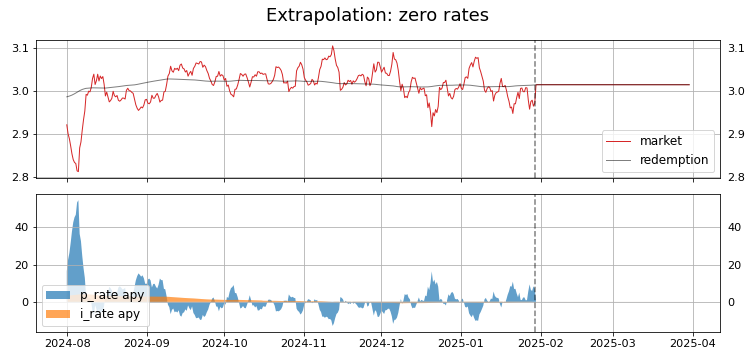 Extrapolation: zero rates
3.1 3.1
3.0 3.0
2.9 2.9
2.8 2.8
market
redemption
40 40
20 20
0 0
p_rate apy
i_rate apy
2024-08 2024-09 2024-10 2024-11 2024-12 2025-01 2025-02 2025-03 2025-04